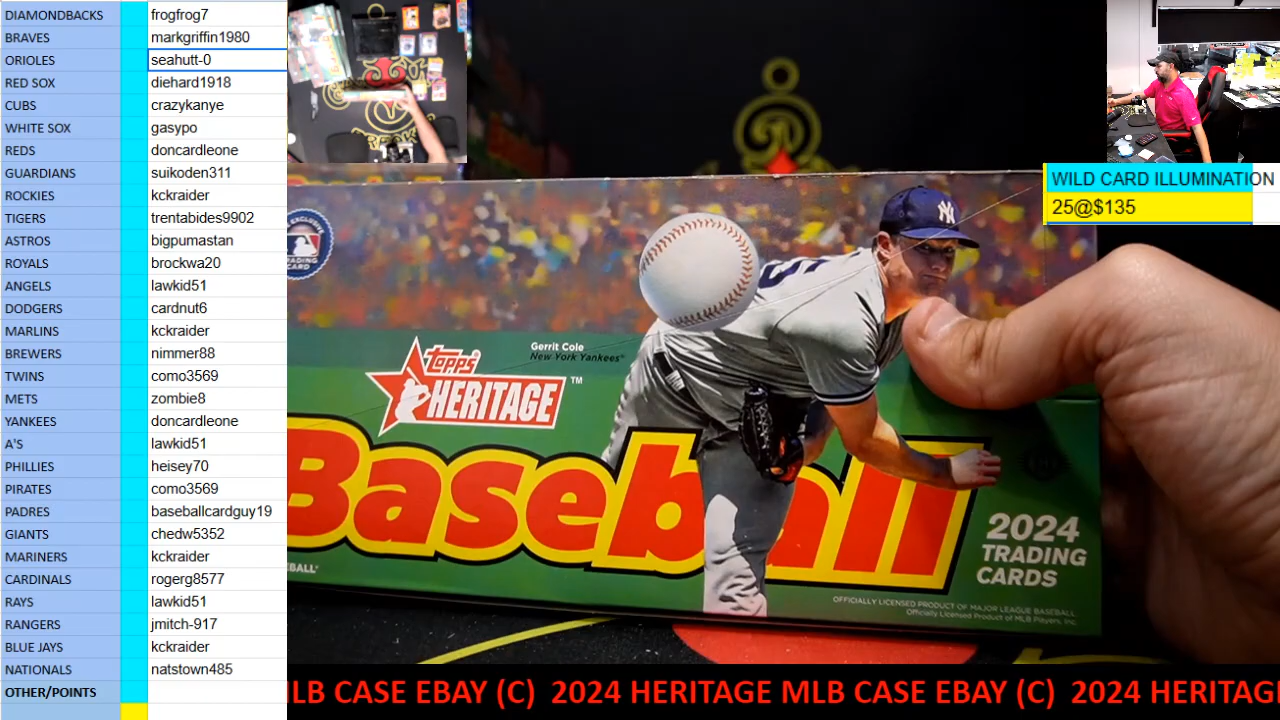 DIAMONDBACKS frogfrog7
BRAVES markgriffin1980
ORIOLES seahutt-0
RED SOX diehard1918
CUBS crazykanye
WHITE SOX gasypo
REDS doncardleone
GUARDIANS suikoden311
ROCKIES kckraider
TIGERS trentabides9902
ASTROS bigpumastan
ROYALS brockwa20
ANGELS lawkid51
DODGERS cardnut6
MARLINS kckraider
BREWERS nimmer88
TWINS como3569
METS zombie8
YANKEES doncardleone
A'S lawkid51
PHILLIES heisey70
PIRATES como3569
PADRES baseballcardguy19
GIANTS chedw5352
MARINERS kckraider
CARDINALS rogerg8577
RAYS lawkid51
RANGERS jmitch-917
BLUE JAYS kckraider
NATIONALS natstown485
OTHER/POINTS
WILD CARD ILLUMINATION
25@$135
NY
Gerrit Cole
New York Yankees®
topps
HERITAGE™
Baseball
2024
TRADING
CARDS
OFFICIALLY LICENSED PRODUCT OF MAJOR LEAGUE BASEBALL
Officially Licensed Product of MLB Players, Inc.
MLB CASE EBAY (C) 2024 HERITAGE MLB CASE EBAY (C) 2024 HERITAG